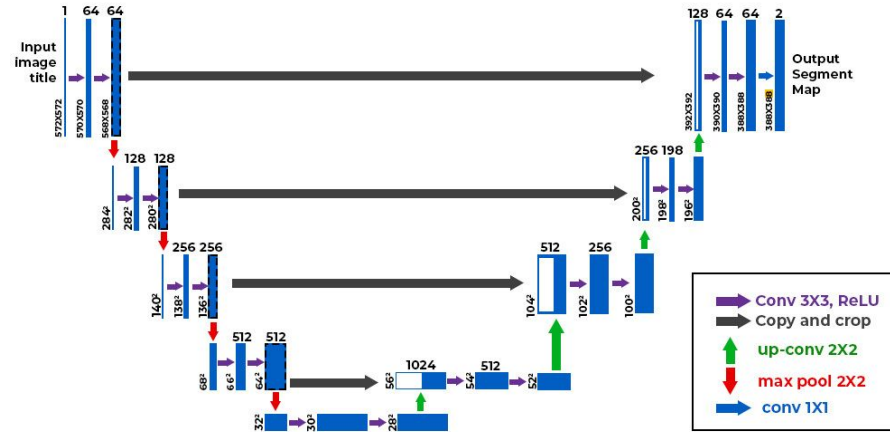 1 64 64
Input
image
title
572X572
570X570
568X568
128 64 64 2
392X392
390X390
388X388
388X388
Output
Segment
Map
128 128
284²
282²
280²
256 198
200²
198²
196²
256 256
140²
138²
136²
512 256
104²
102²
100²
512 512
68²
66²
64²
1024 512
56²
54²
52²
32²
30²
28²
Conv 3X3, ReLU
Copy and crop
up-conv 2X2
max pool 2X2
conv 1X1